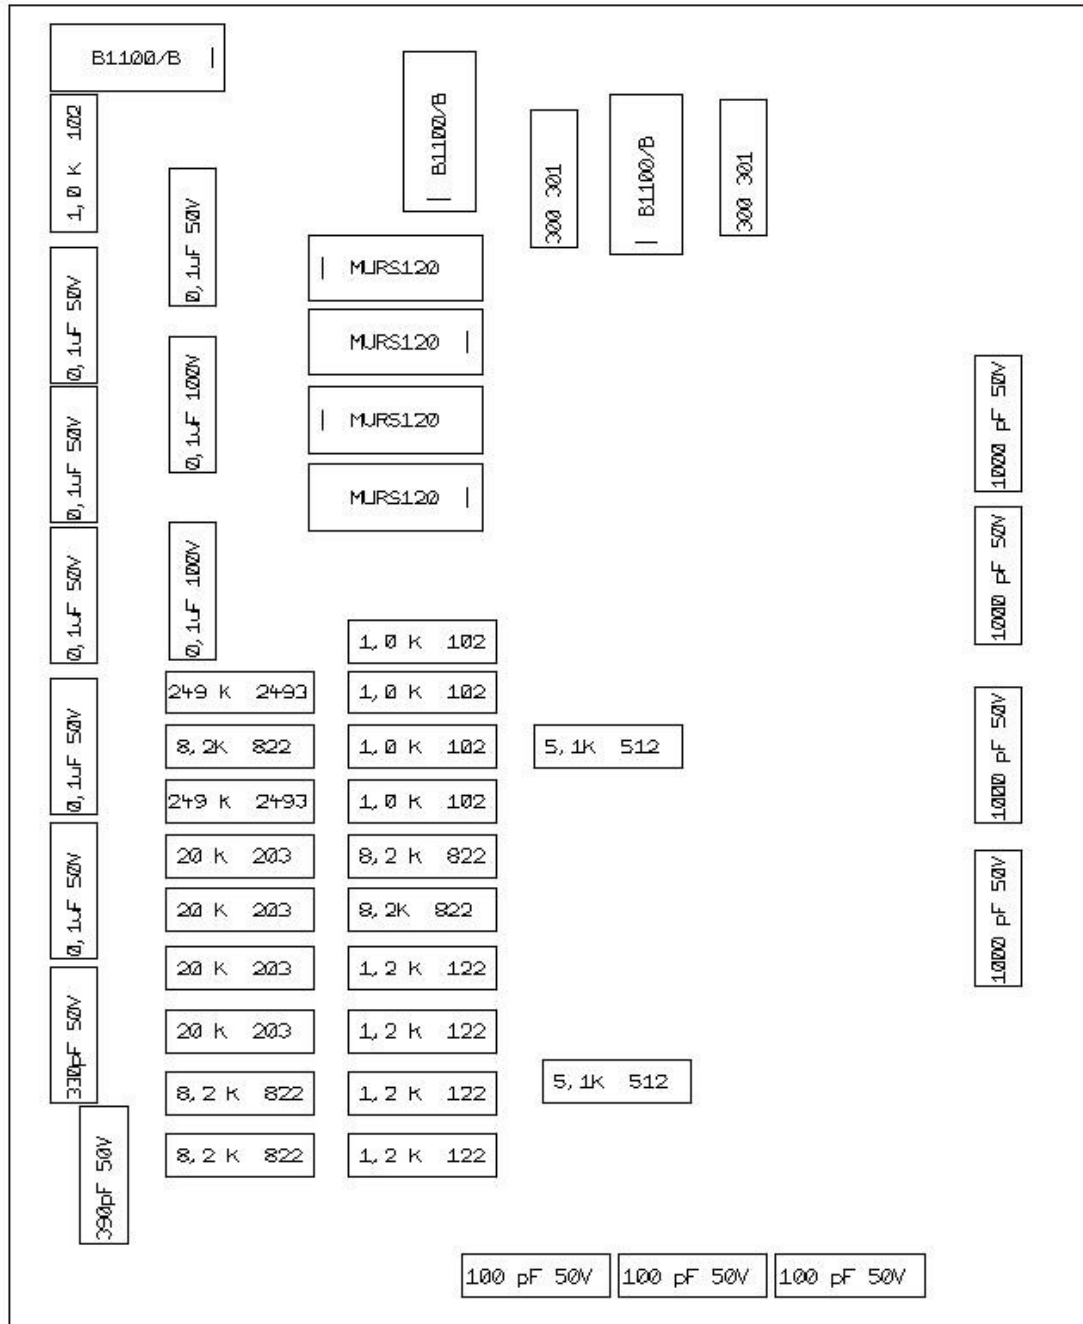 B1100/B
1,0 K 102
0,1uF 50V
0,1uF 50V
0,1uF 50V
0,1uF 50V
0,1uF 50V
330pF 50V
390pF 50V
0,1uF 50V
0,1uF 100V
0,1uF 100V
B1100/B
300 301
B1100/B
300 301
MURS120
MURS120
MURS120
MURS120
249 K 2493
8,2K 822
249 K 2493
20 K 203
20 K 203
20 K 203
20 K 203
8,2 K 822
8,2 K 822
1,0 K 102
1,0 K 102
1,0 K 102
1,0 K 102
8,2 K 822
8,2K 822
1,2 K 122
1,2 K 122
1,2 K 122
1,2 K 122
5,1K 512
5,1K 512
1000 pF 50V
1000 pF 50V
1000 pF 50V
1000 pF 50V
100 pF 50V
100 pF 50V
100 pF 50V